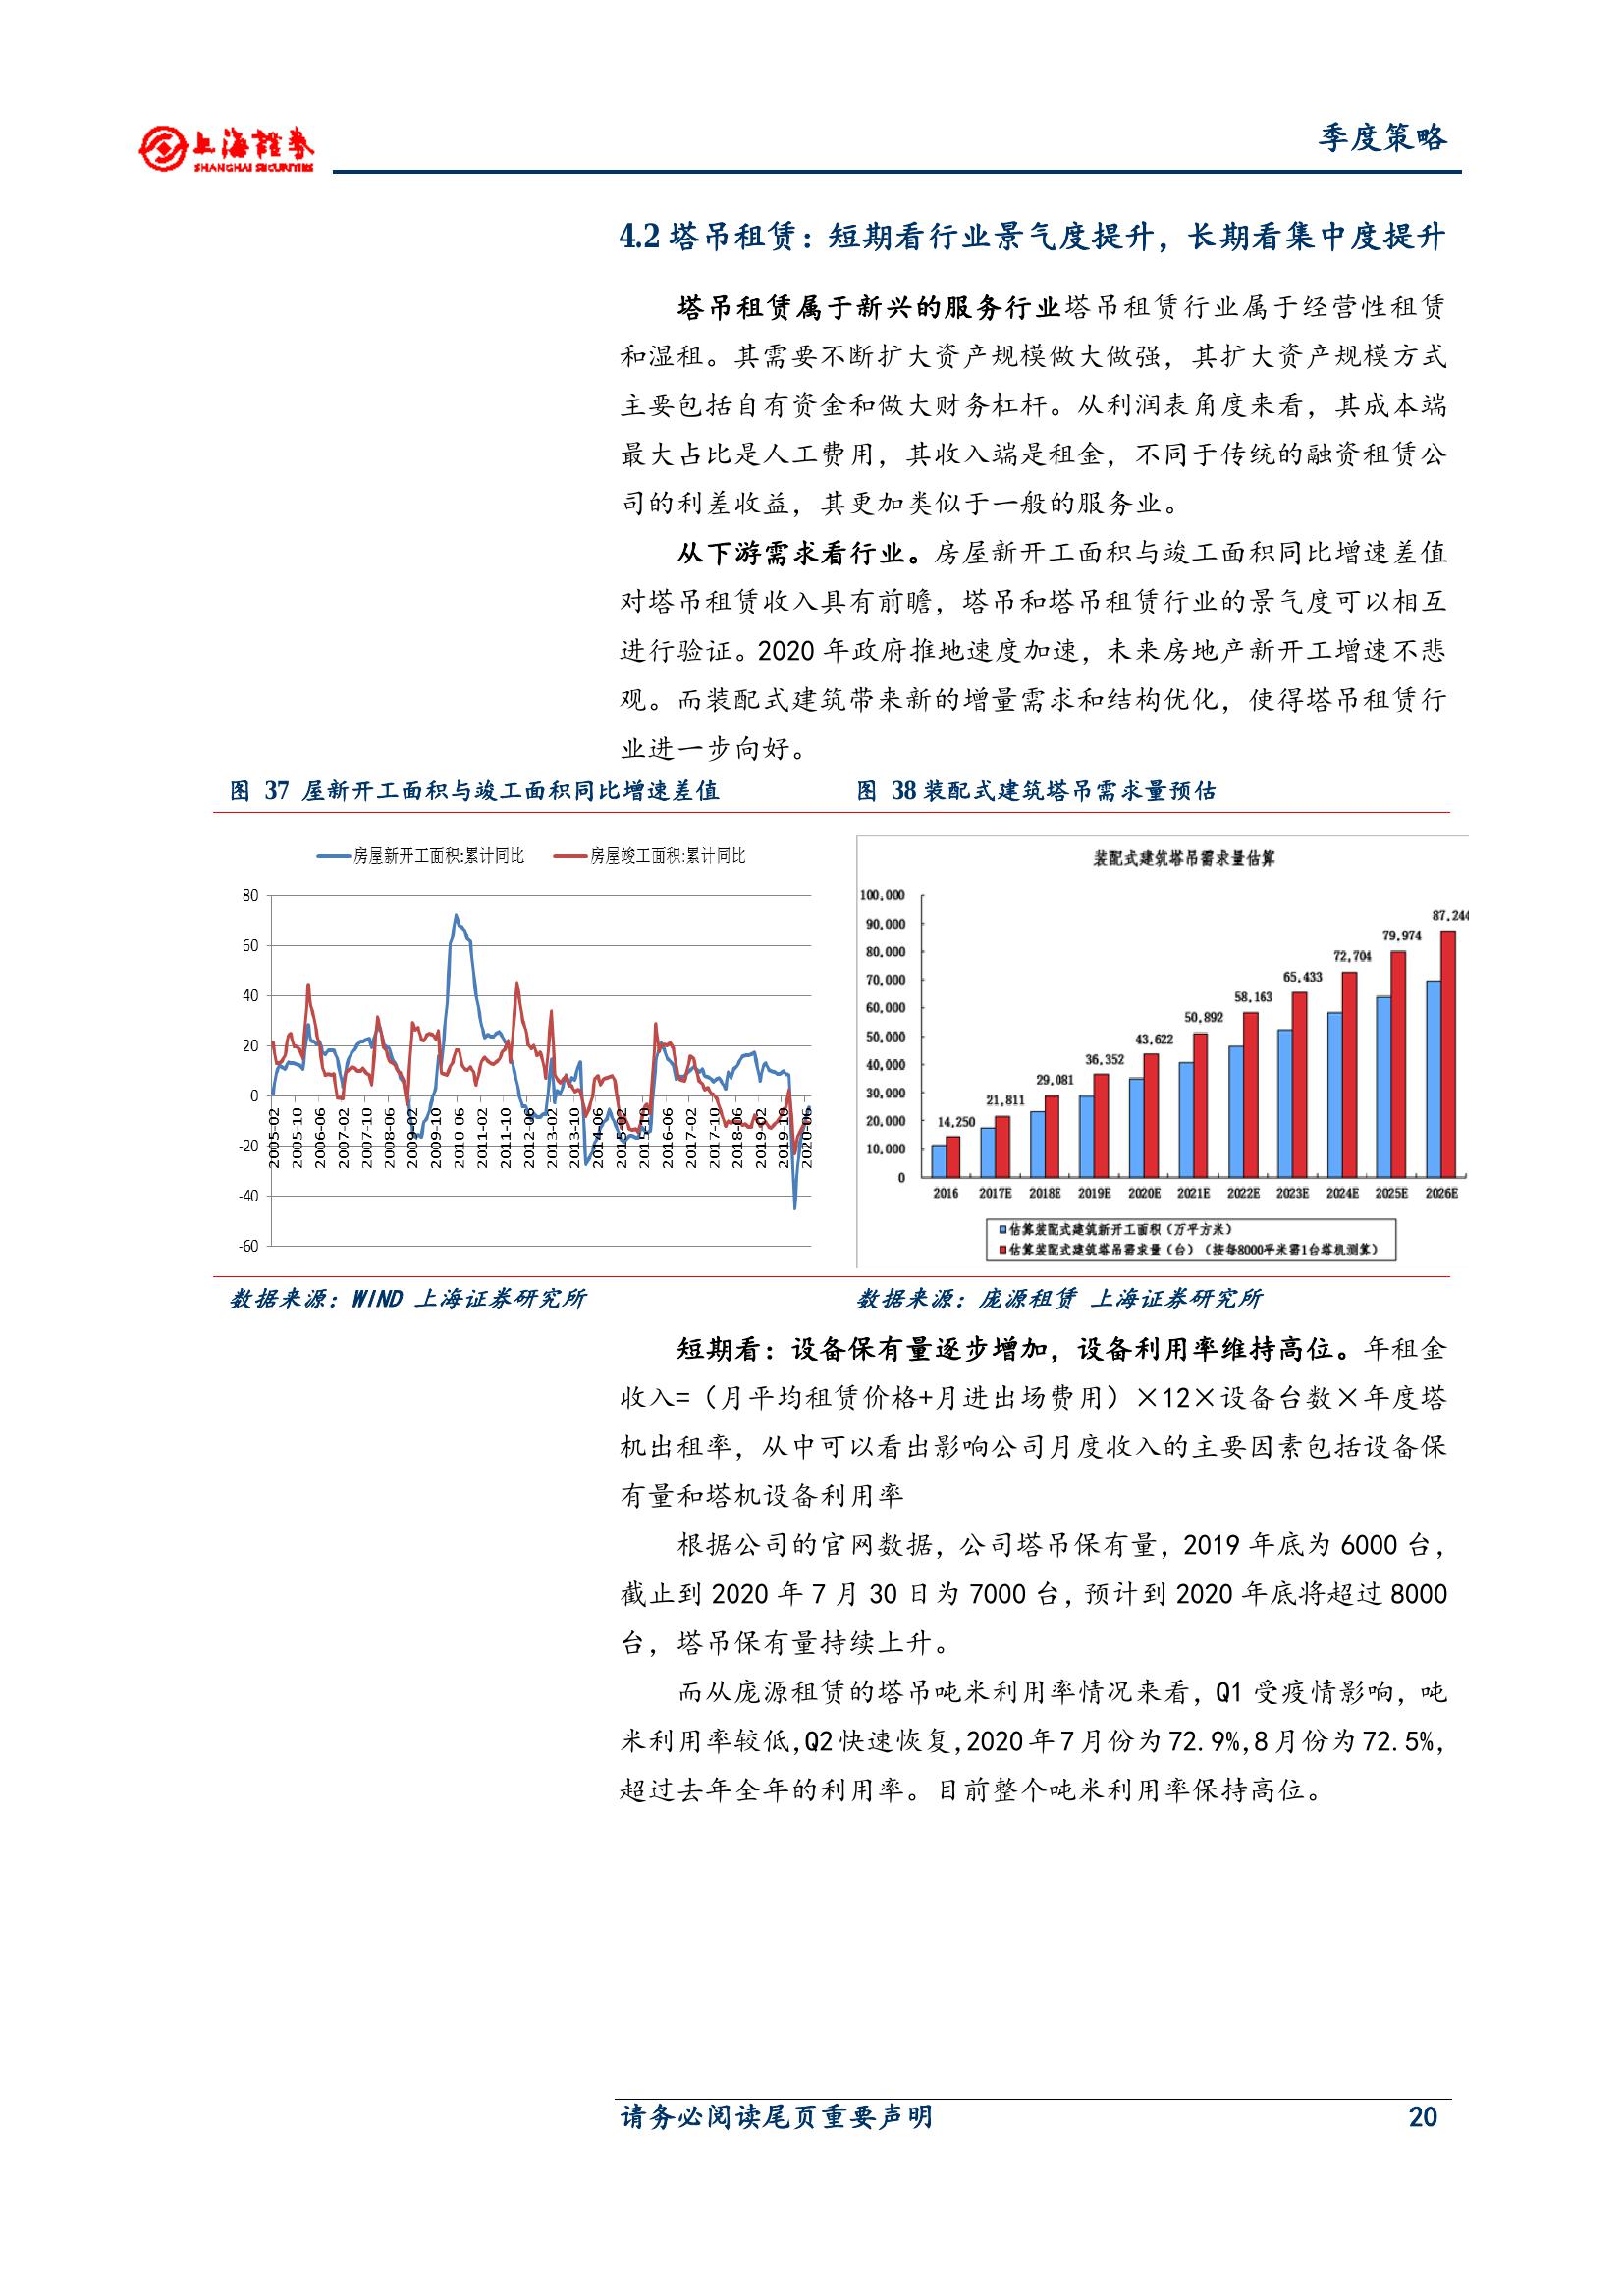 上海證券
SHANGHAI SECURITIES
季度策略
4.2 塔吊租赁：短期看行业景气度提升，长期看集中度提升
塔吊租赁属于新兴的服务行业塔吊租赁行业属于经营性租赁
和湿租。其需要不断扩大资产规模做大做强，其扩大资产规模方式
主要包括自有资金和做大财务杠杆。从利润表角度来看，其成本端
最大占比是人工费用，其收入端是租金，不同于传统的融资租赁公
司的利差收益，其更加类似于一般的服务业。
从下游需求看行业。房屋新开工面积与竣工面积同比增速差值
对塔吊租赁收入具有前瞻，塔吊和塔吊租赁行业的景气度可以相互
进行验证。2020 年政府推地速度加速，未来房地产新开工增速不悲
观。而装配式建筑带来新的增量需求和结构优化，使得塔吊租赁行
业进一步向好。
图 37 屋新开工面积与竣工面积同比增速差值
房屋新开工面积:累计同比 房屋竣工面积:累计同比
80
60
40
20
0
-20
-40
-60
2005-02 2005-10 2006-06 2007-02 2007-10 2008-06 2009-02 2009-10 2010-06 2011-02 2011-10 2012-06 2013-02 2013-10 2014-06 2015-02 2015-10 2016-06 2017-02 2017-10 2018-06 2019-02 2019-10 2020-06
数据来源：WIND 上海证券研究所
图 38 装配式建筑塔吊需求量预估
装配式建筑塔吊需求量估算
100,000
90,000
80,000
70,000
60,000
50,000
40,000
30,000
20,000
10,000
0
14,250 21,811 29,081 36,352 43,622 50,892 58,163 65,433 72,704 79,974 87,244
2016 2017E 2018E 2019E 2020E 2021E 2022E 2023E 2024E 2025E 2026E
估算装配式建筑新开工面积（万平方米）
估算装配式建筑塔吊需求量（台）（按每8000平米需1台塔机测算）
数据来源：庞源租赁 上海证券研究所
短期看：设备保有量逐步增加，设备利用率维持高位。年租金
收入=（月平均租赁价格+月进出场费用）×12×设备台数×年度塔
机出租率，从中可以看出影响公司月度收入的主要因素包括设备保
有量和塔机设备利用率
根据公司的官网数据，公司塔吊保有量，2019 年底为 6000 台，
截止到 2020 年 7 月 30 日为 7000 台，预计到 2020 年底将超过 8000
台，塔吊保有量持续上升。
而从庞源租赁的塔吊吨米利用率情况来看，Q1 受疫情影响，吨
米利用率较低,Q2 快速恢复,2020 年 7 月份为 72.9%,8 月份为 72.5%，
超过去年全年的利用率。目前整个吨米利用率保持高位。
请务必阅读尾页重要声明 20